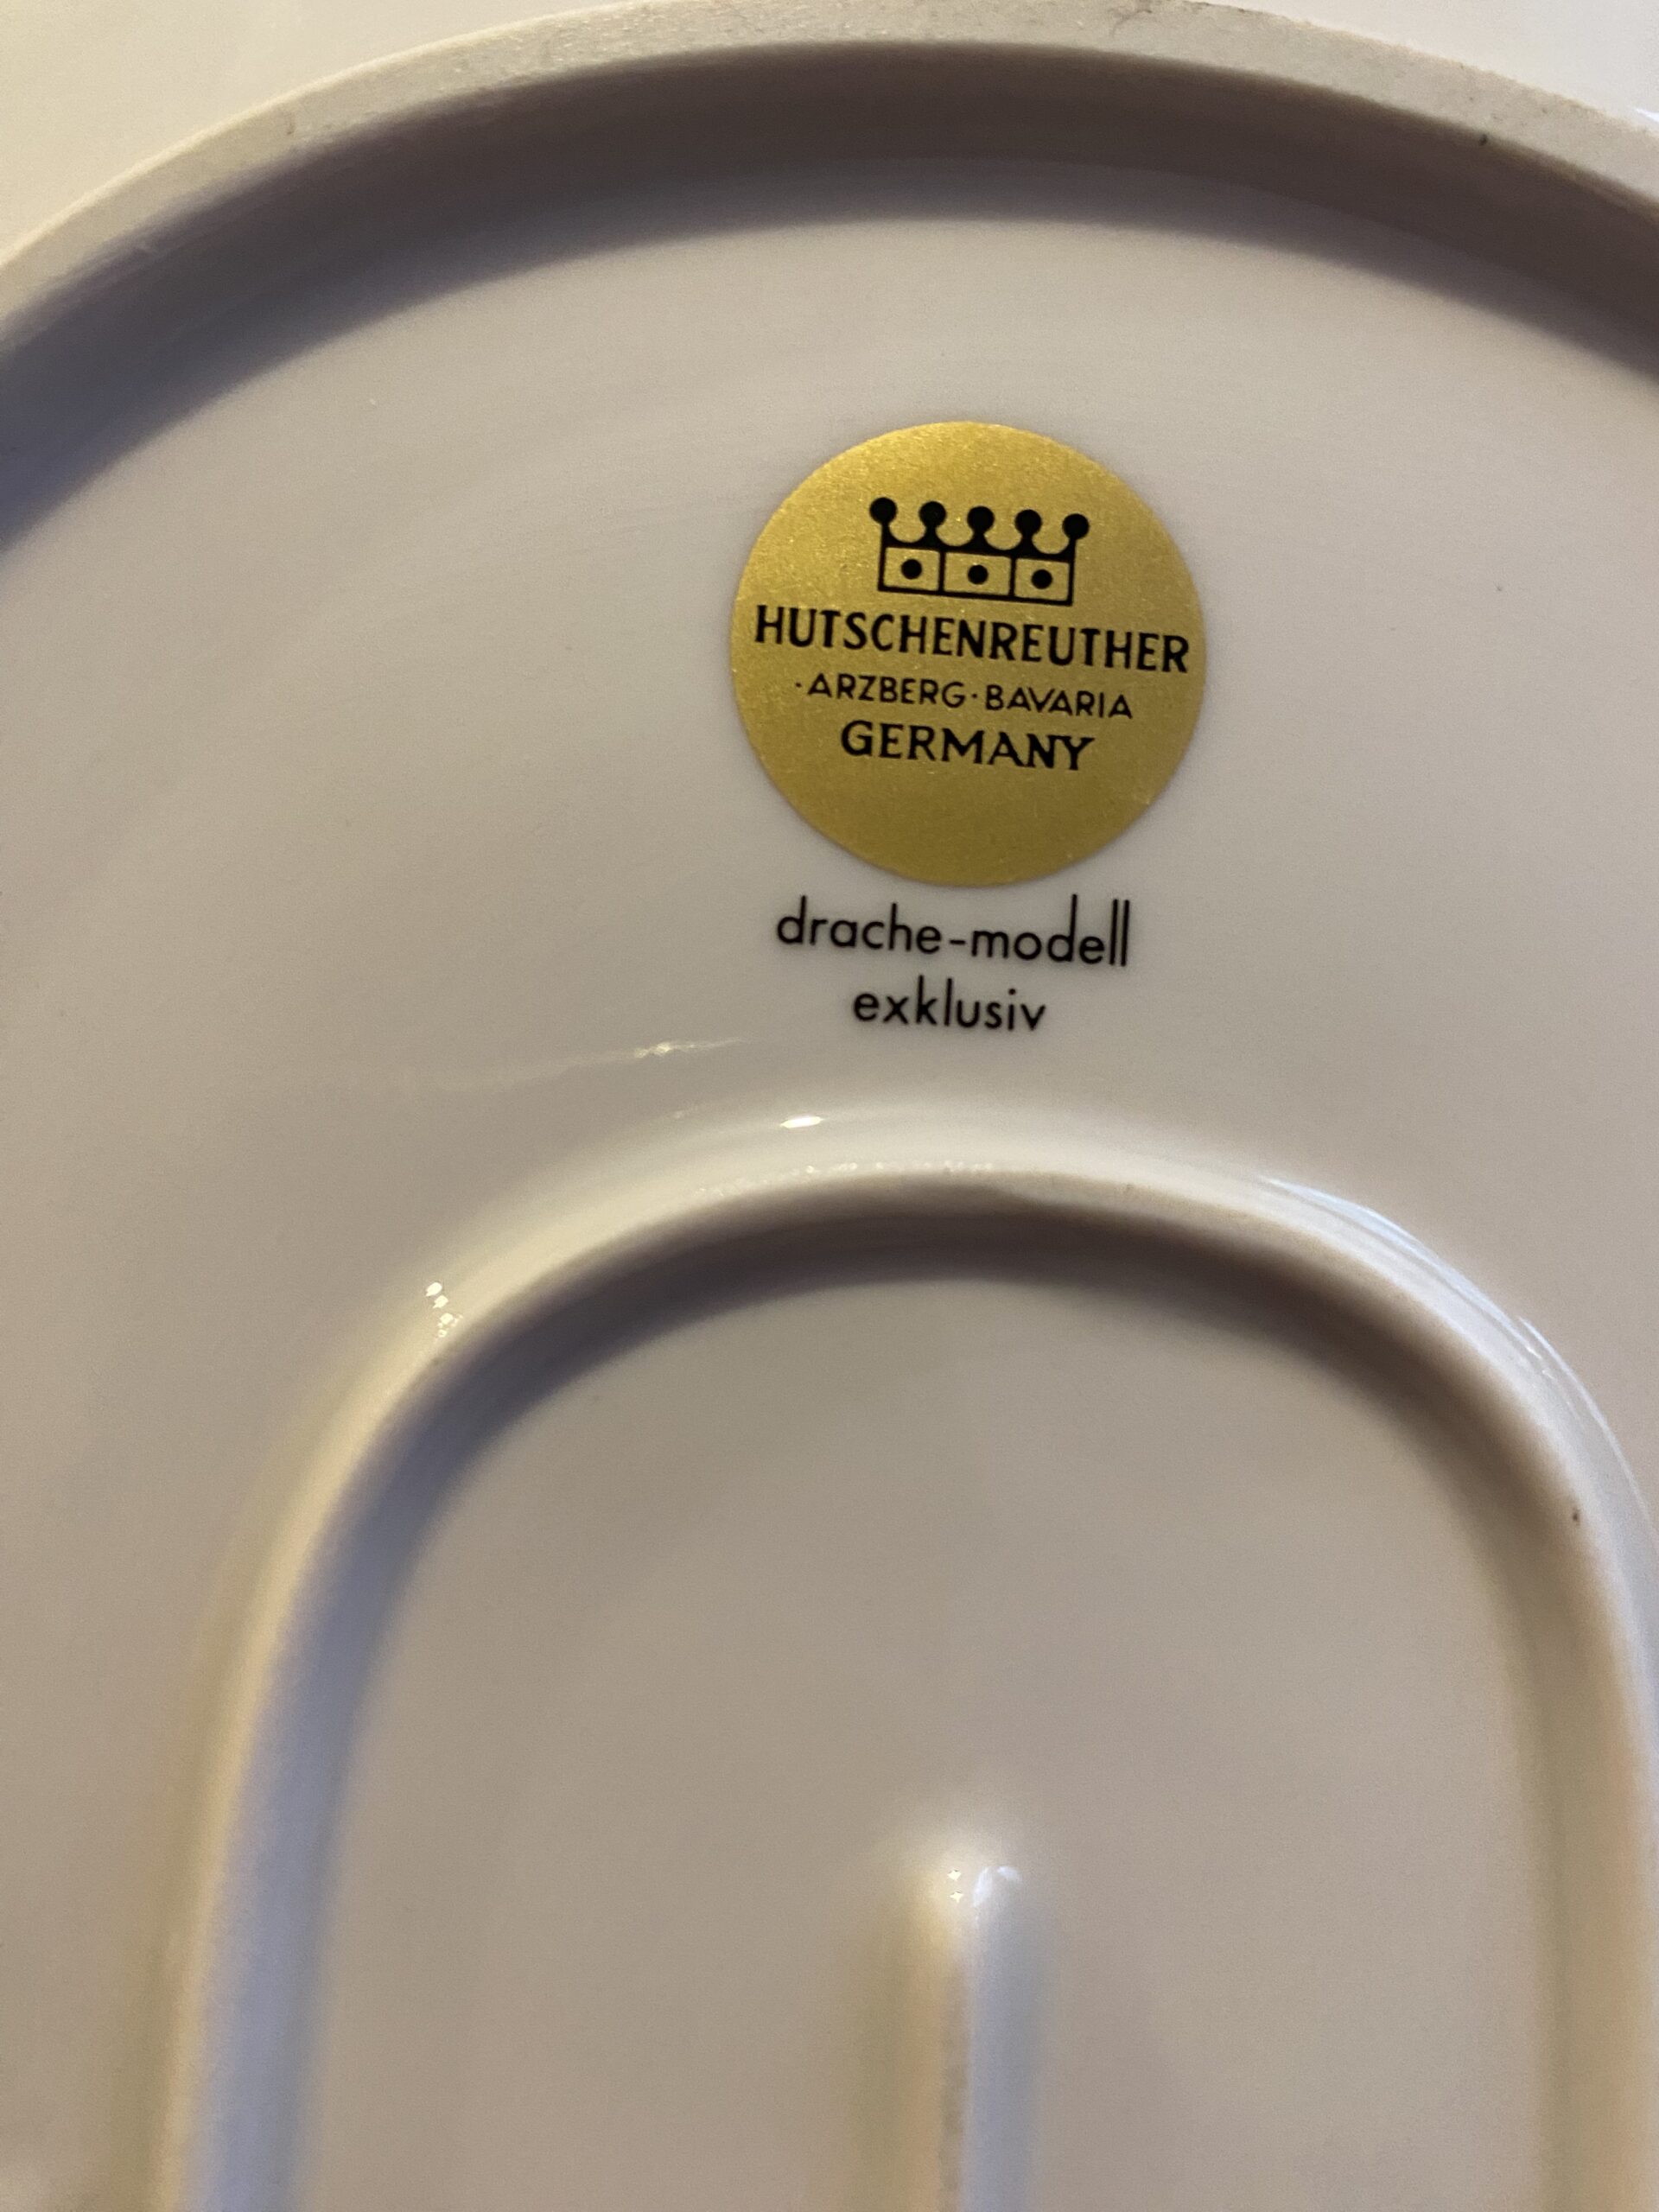 HUTSCHENREUTHER
·ARZBERG·BAVARIA
GERMANY
drache-modell
exklusiv